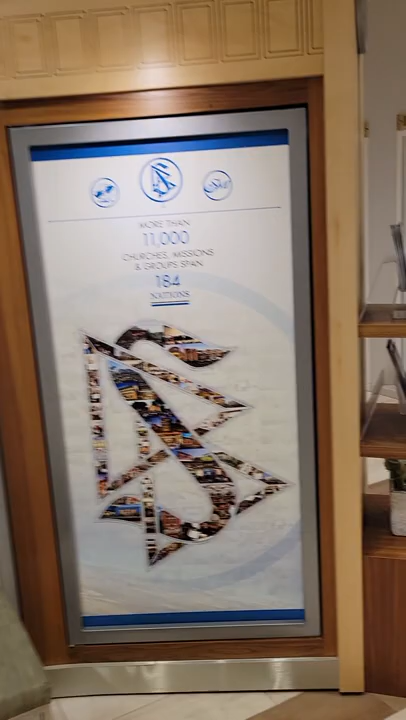 MORE THAN
11,000
CHURCHES, MISSIONS
& GROUPS SPAN
184
NATIONS